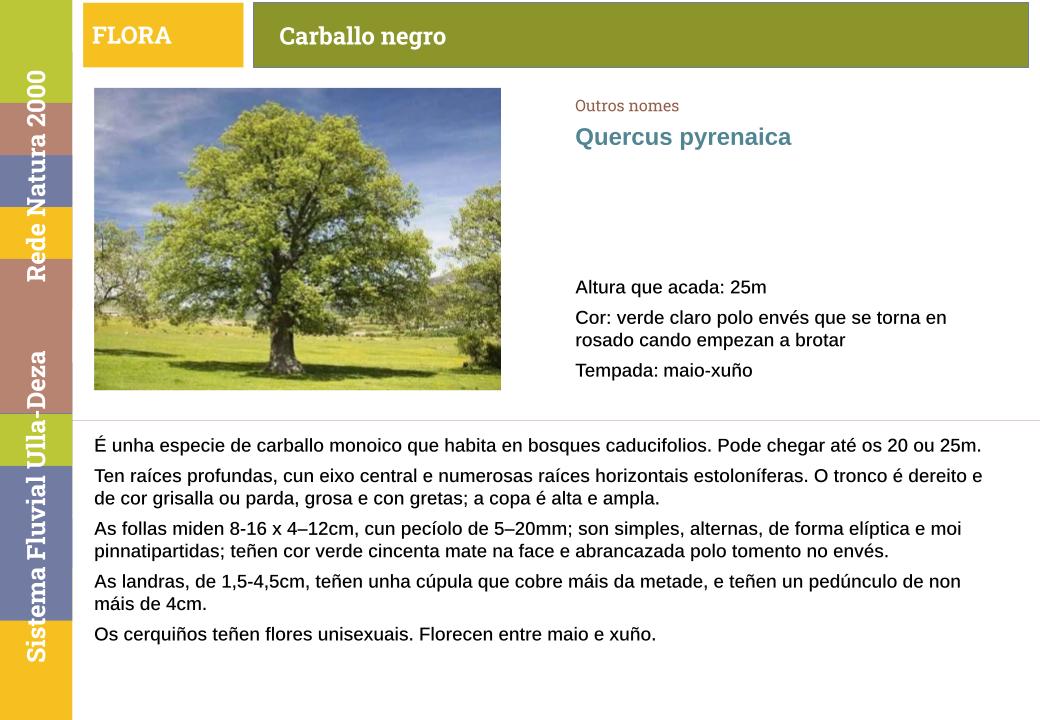 FLORA
Carballo negro
Rede Natura 2000
Sistema Fluvial Ulla-Deza
Outros nomes
Quercus pyrenaica
Altura que acada: 25m
Cor: verde claro polo envés que se torna en
rosado cando empezan a brotar
Tempada: maio-xuño
É unha especie de carballo monoico que habita en bosques caducifolios. Pode chegar até os 20 ou 25m.
Ten raíces profundas, cun eixo central e numerosas raíces horizontais estoloníferas. O tronco é dereito e
de cor grisalla ou parda, grosa e con gretas; a copa é alta e ampla.
As follas miden 8-16 x 4–12cm, cun pecíolo de 5–20mm; son simples, alternas, de forma elíptica e moi
pinnatipartidas; teñen cor verde cincenta mate na face e abrancazada polo tomento no envés.
As landras, de 1,5-4,5cm, teñen unha cúpula que cobre máis da metade, e teñen un pedúnculo de non
máis de 4cm.
Os cerquiños teñen flores unisexuais. Florecen entre maio e xuño.